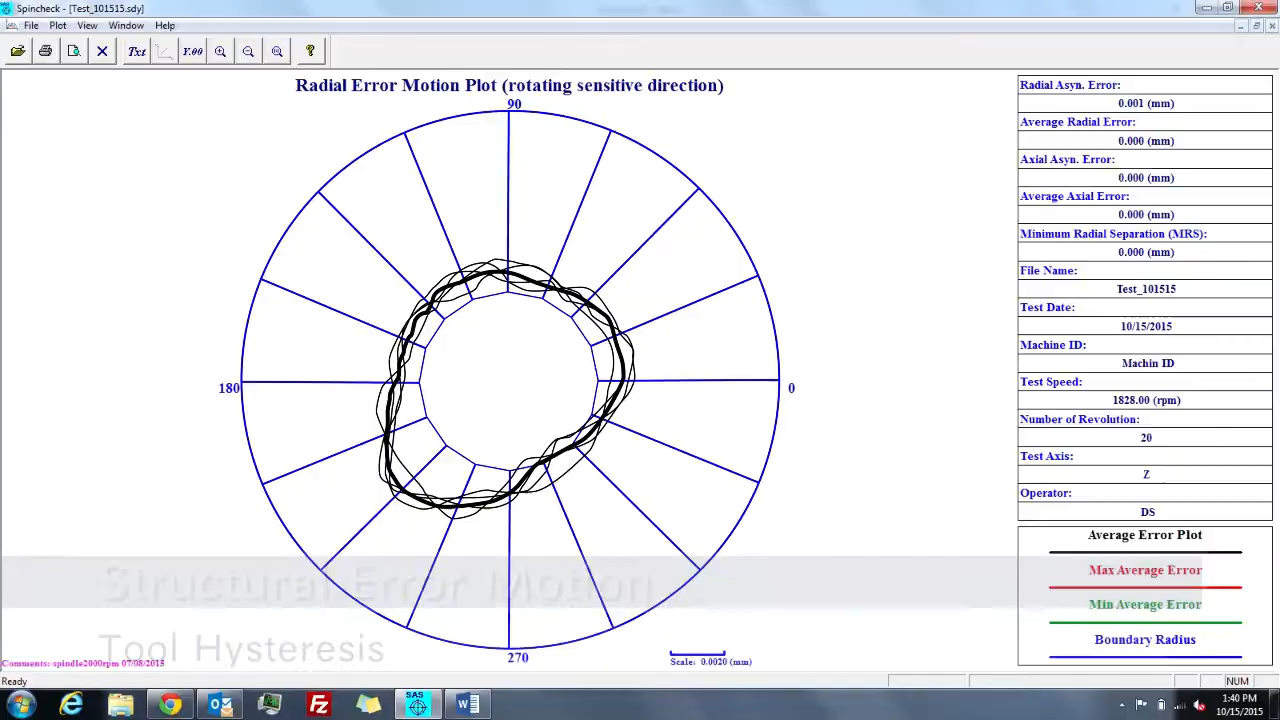 Spincheck - [Test_101515.sdy]
File Plot View Window Help
Txt Y.00
Radial Error Motion Plot (rotating sensitive direction)
90
180
0
270
Scale: 0.0020 (mm)
Comments: spindle2000rpm 07/08/2015
Structural Error Motion
Tool Hysteresis
Radial Asyn. Error:
0.001 (mm)
Average Radial Error:
0.000 (mm)
Axial Asyn. Error:
0.000 (mm)
Average Axial Error:
0.000 (mm)
Minimum Radial Separation (MRS):
0.000 (mm)
File Name:
Test_101515
Test Date:
10/15/2015
Machine ID:
Machin ID
Test Speed:
1828.00 (rpm)
Number of Revolution:
20
Test Axis:
Z
Operator:
DS
Average Error Plot
Max Average Error
Min Average Error
Boundary Radius
Ready
NUM
SAS
1:40 PM
10/15/2015